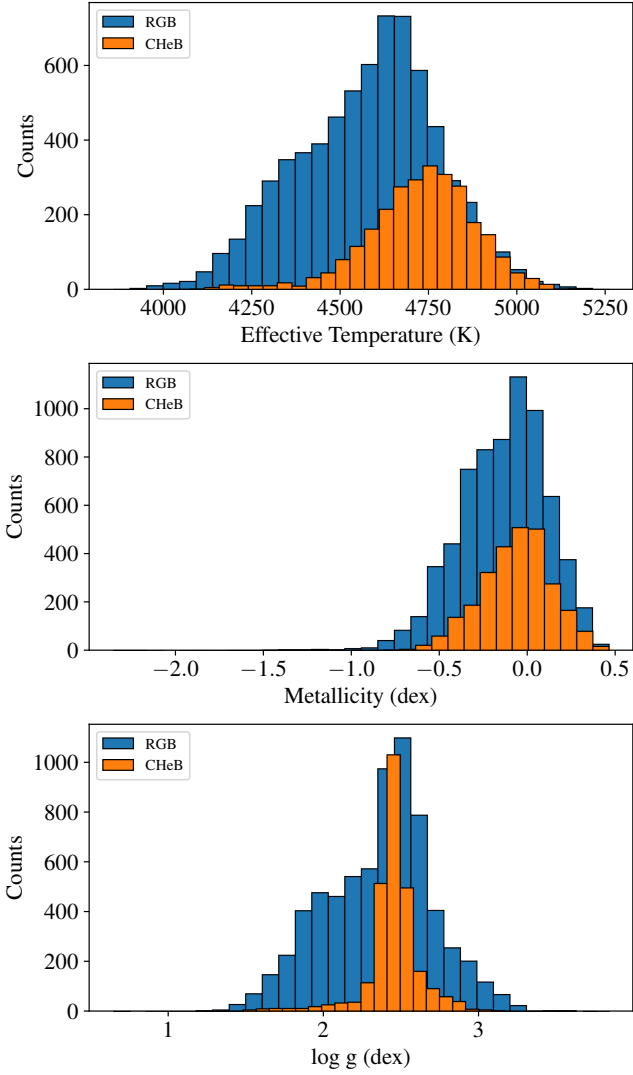 RGB
CHeB
600
400
200
0
Counts
4000 4250 4500 4750 5000 5250
Effective Temperature (K)
RGB
CHeB
1000
800
600
400
200
0
Counts
−2.0 −1.5 −1.0 −0.5 0.0 0.5
Metallicity (dex)
RGB
CHeB
1000
800
600
400
200
0
Counts
1 2 3
log g (dex)